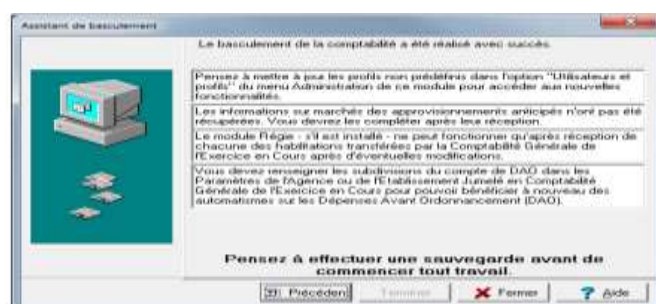 Assistant de basculement
Le basculement de la comptabilité a été réalisé avec succès.
Pensez à mettre à jour les profils non prédéfinis dans l'option "Utilisateurs et
profils" du menu Administration de ce module pour accéder aux nouvelles
fonctionnalités.
Les informations sur marchés des approvisionnements anticipés n'ont pas été
récupérées. Vous devrez les compléter après leur réception.
Le module Régie - s'il est installé - ne peut fonctionner qu'après réception de
chacune des habilitations transférées par la Comptabilité Générale de
l'Exercice en Cours après d'éventuelles modifications.
Vous devez renseigner les subdivisions du compte de DAO dans les
Paramètres de l'Agence ou de l'Etablissement Jumelé en Comptabilité
Générale de l'Exercice en Cours pour pouvoir bénéficier à nouveau des
automatismes sur les Dépenses Avant Ordonnancement (DAO).
Pensez à effectuer une sauvegarde avant de
commencer tout travail.
Précédent Terminer Fermer Aide